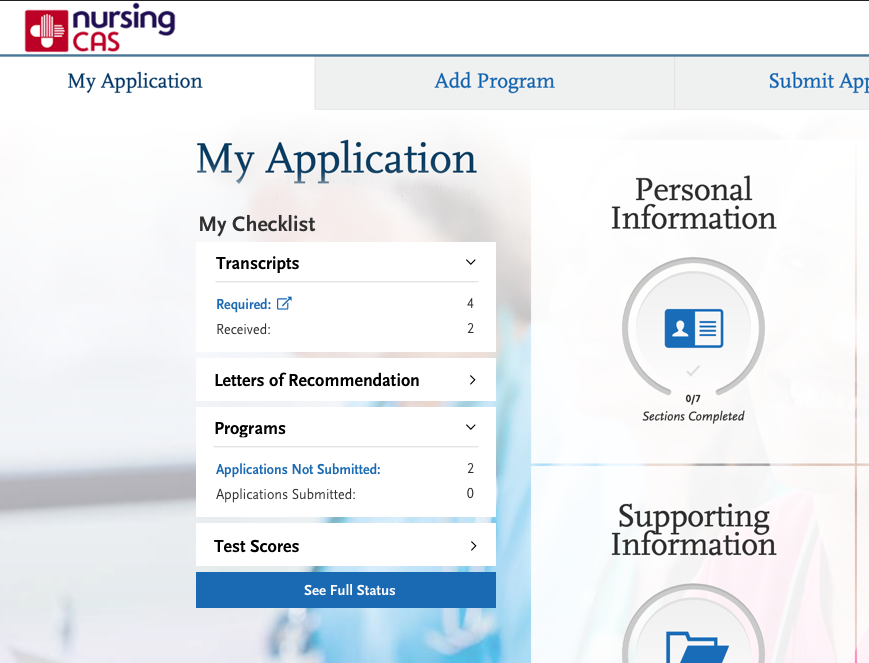 nursing
CAS
My Application
Add Program
Submit App
My Application
My Checklist
Transcripts
Required: 4
Received: 2
Letters of Recommendation
Programs
Applications Not Submitted: 2
Applications Submitted: 0
Test Scores
See Full Status
Personal
Information
0/7
Sections Completed
Supporting
Information